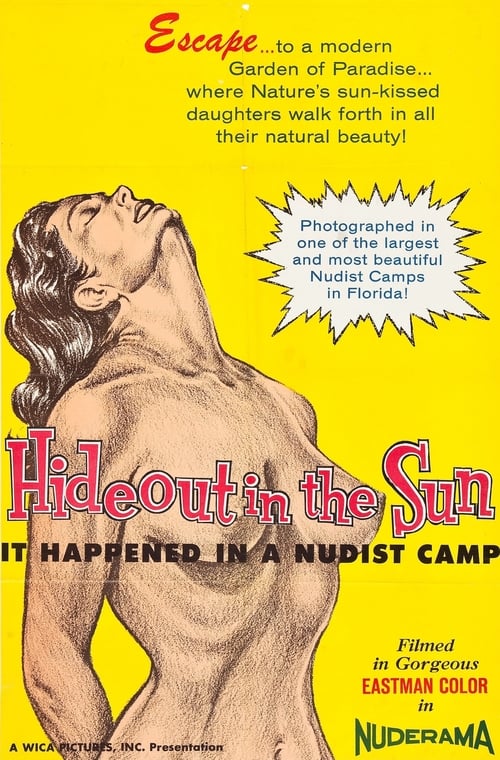 Escape...to a modern
Garden of Paradise...
where Nature's sun-kissed
daughters walk forth in all
their natural beauty!
Photographed in
one of the largest
and most beautiful
Nudist Camps
in Florida!
Hideout in the Sun
IT HAPPENED IN A NUDIST CAMP
Filmed
in Gorgeous
EASTMAN COLOR
in
NUDERAMA
A WICA PICTURES, INC. Presentation